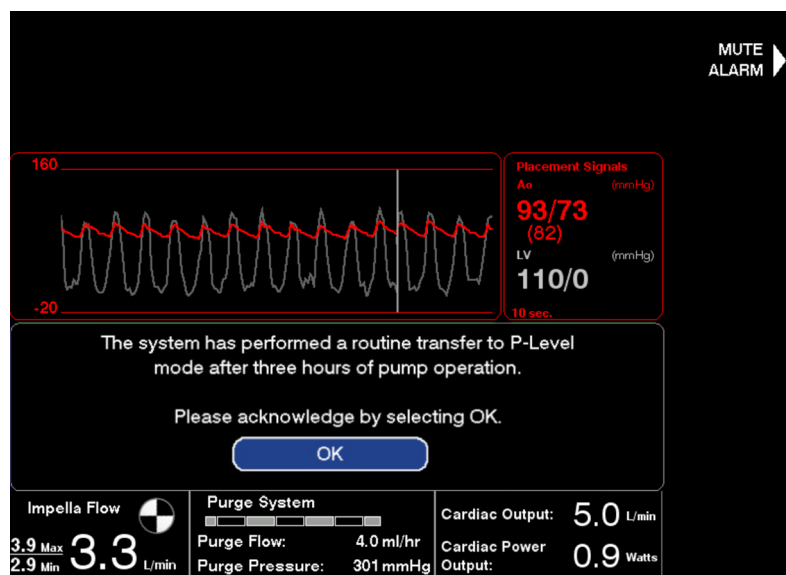 MUTE
ALARM
160
-20
Placement Signals
Ao (mmHg)
93/73
(82)
LV (mmHg)
110/0
10 sec.
The system has performed a routine transfer to P-Level
mode after three hours of pump operation.
Please acknowledge by selecting OK.
OK
Impella Flow
3.9 Max
2.9 Min
3.3 L/min
Purge System
Purge Flow: 4.0 ml/hr
Purge Pressure: 301 mmHg
Cardiac Output: 5.0 L/min
Cardiac Power
Output: 0.9 Watts